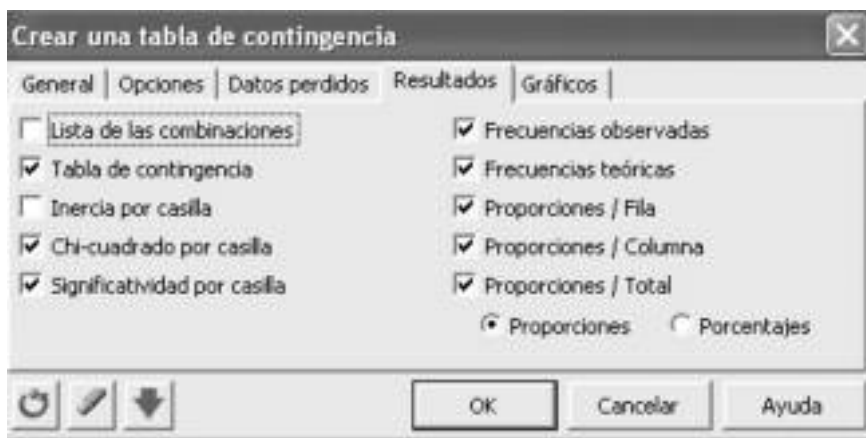 Crear una tabla de contingencia
General
Opciones
Datos perdidos
Resultados
Gráficos
Lista de las combinaciones
Tabla de contingencia
Inercia por casilla
Chi-cuadrado por casilla
Significatividad por casilla
Frecuencias observadas
Frecuencias teóricas
Proporciones / Fila
Proporciones / Columna
Proporciones / Total
Proporciones
Porcentajes
OK
Cancelar
Ayuda